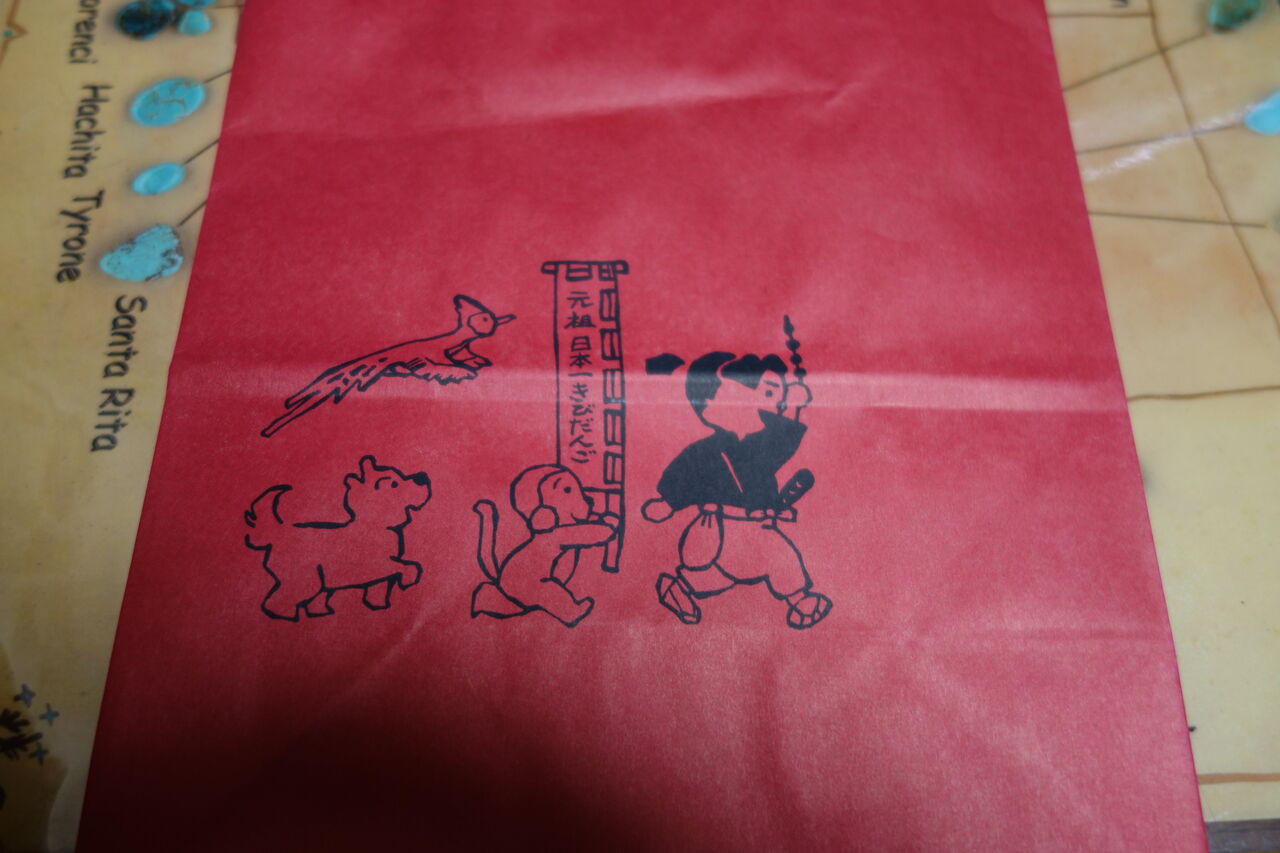 元祖 日本一きびだんご
Hachita
Tyrone
Santa Rita